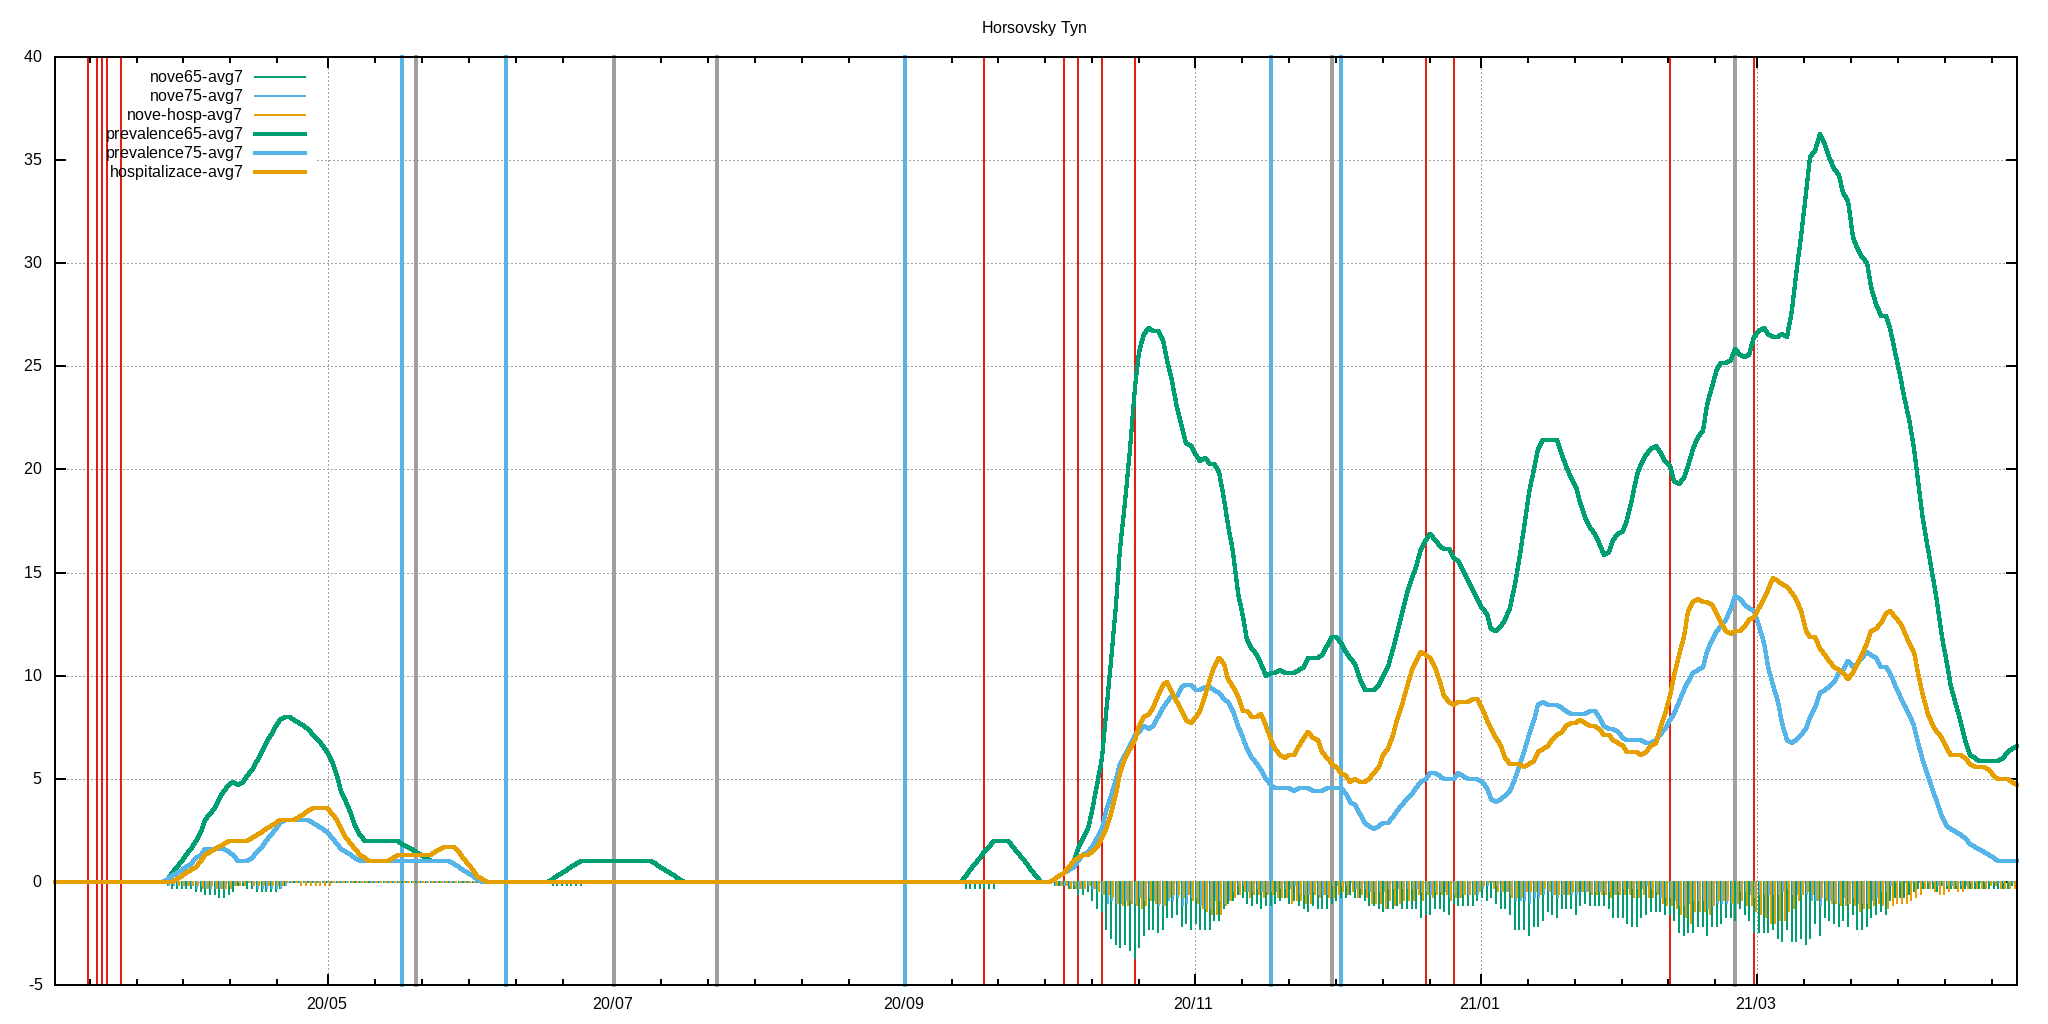 Horsovsky Tyn
40
35
30
25
20
15
10
5
0
-5
nove65-avg7
nove75-avg7
nove-hosp-avg7
prevalence65-avg7
prevalence75-avg7
hospitalizace-avg7
20/05
20/07
20/09
20/11
21/01
21/03